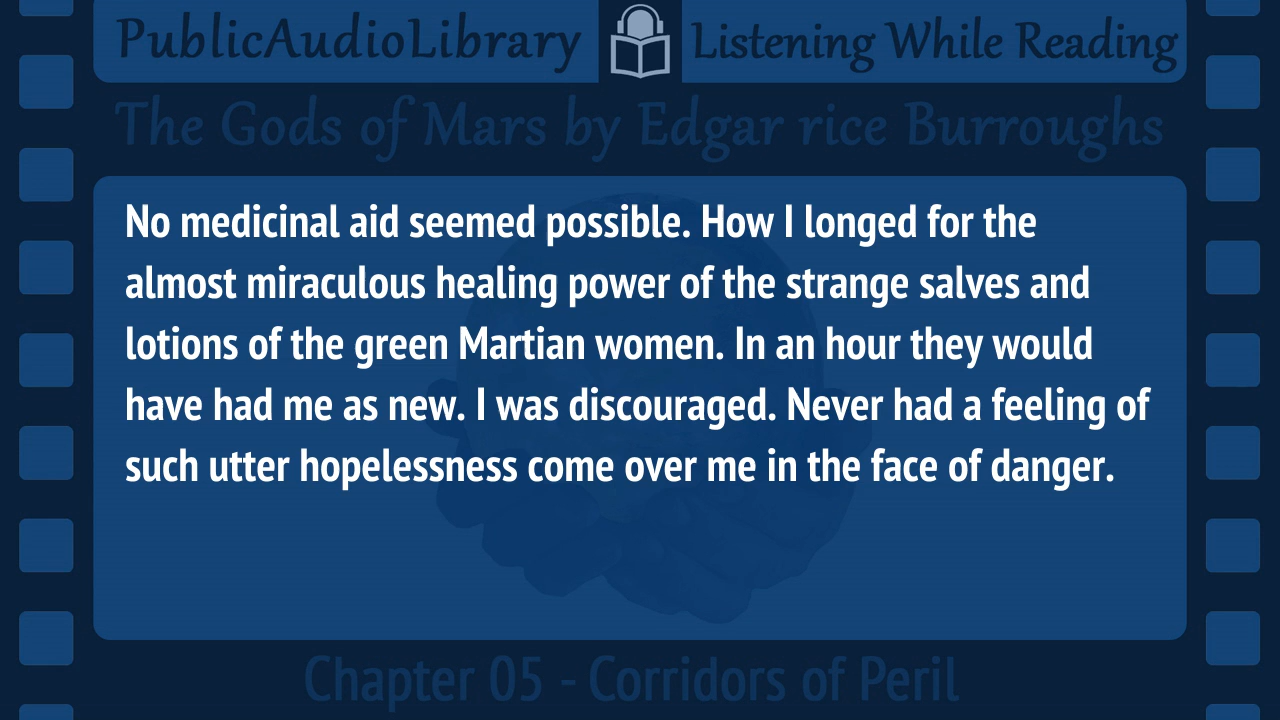 PublicAudioLibrary Listening While Reading
The Gods of Mars by Edgar rice Burroughs
No medicinal aid seemed possible. How I longed for the
almost miraculous healing power of the strange salves and
lotions of the green Martian women. In an hour they would
have had me as new. I was discouraged. Never had a feeling of
such utter hopelessness come over me in the face of danger.
Chapter 05 - Corridors of Peril